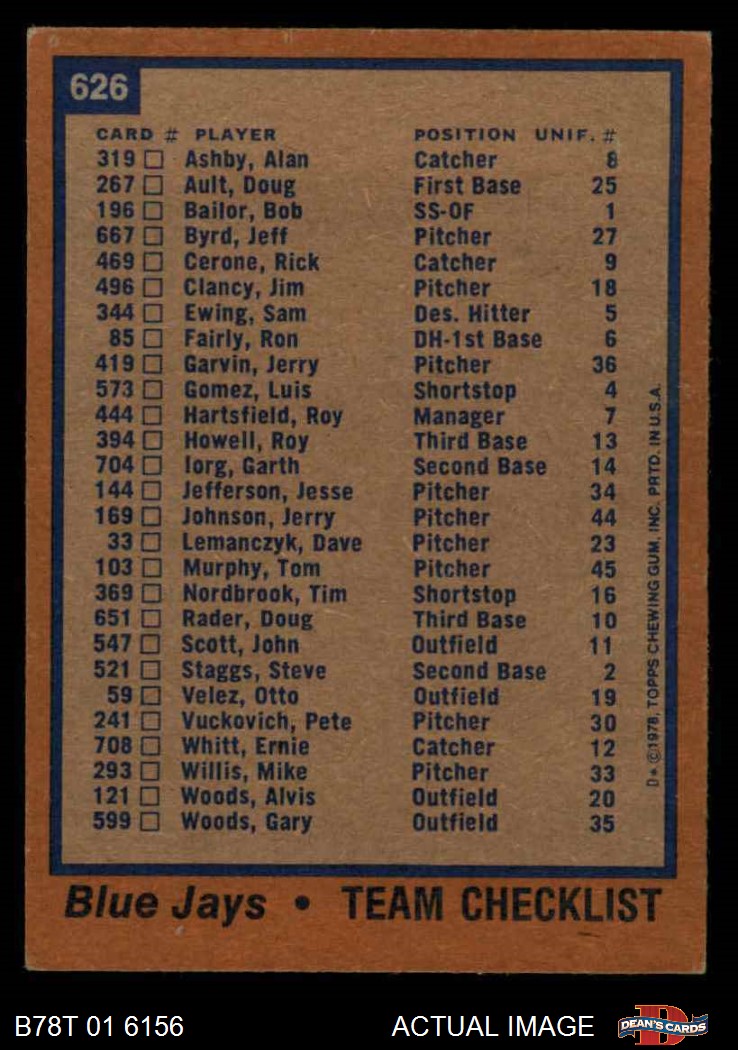 626
CARD # PLAYER POSITION UNIF. #
319 Ashby, Alan Catcher 8
267 Ault, Doug First Base 25
196 Bailor, Bob SS-OF 1
667 Byrd, Jeff Pitcher 27
469 Cerone, Rick Catcher 9
496 Clancy, Jim Pitcher 18
344 Ewing, Sam Des. Hitter 5
85 Fairly, Ron DH-1st Base 6
419 Garvin, Jerry Pitcher 36
573 Gomez, Luis Shortstop 4
444 Hartsfield, Roy Manager 7
394 Howell, Roy Third Base 13
704 Iorg, Garth Second Base 14
144 Jefferson, Jesse Pitcher 34
169 Johnson, Jerry Pitcher 44
33 Lemanczyk, Dave Pitcher 23
103 Murphy, Tom Pitcher 45
369 Nordbrook, Tim Shortstop 16
651 Rader, Doug Third Base 10
547 Scott, John Outfield 11
521 Staggs, Steve Second Base 2
59 Velez, Otto Outfield 19
241 Vuckovich, Pete Pitcher 30
708 Whitt, Ernie Catcher 12
293 Willis, Mike Pitcher 33
121 Woods, Alvis Outfield 20
599 Woods, Gary Outfield 35
D* ©1978, TOPPS CHEWING GUM, INC. PRTD. IN U.S.A.
Blue Jays • TEAM CHECKLIST
B78T 01 6156 ACTUAL IMAGE
D
DEAN'S CARDS